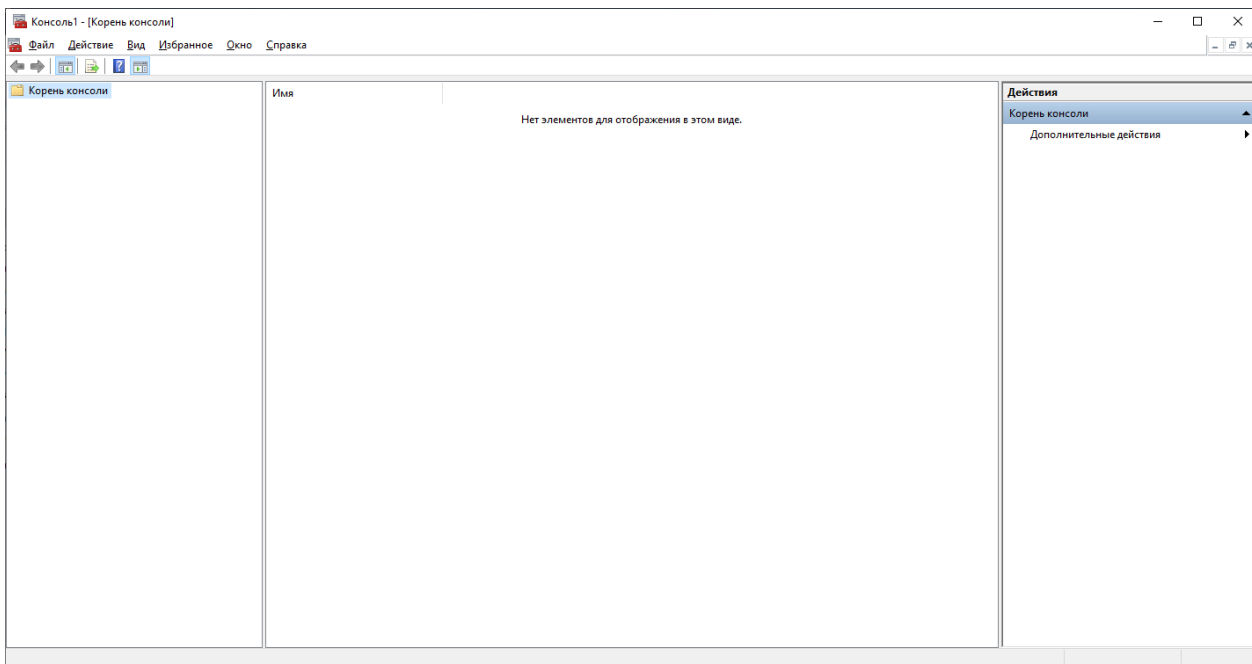 Консоль1 - [Корень консоли]
Файл Действие Вид Избранное Окно Справка
Корень консоли
Имя
Нет элементов для отображения в этом виде.
Действия
Корень консоли
Дополнительные действия